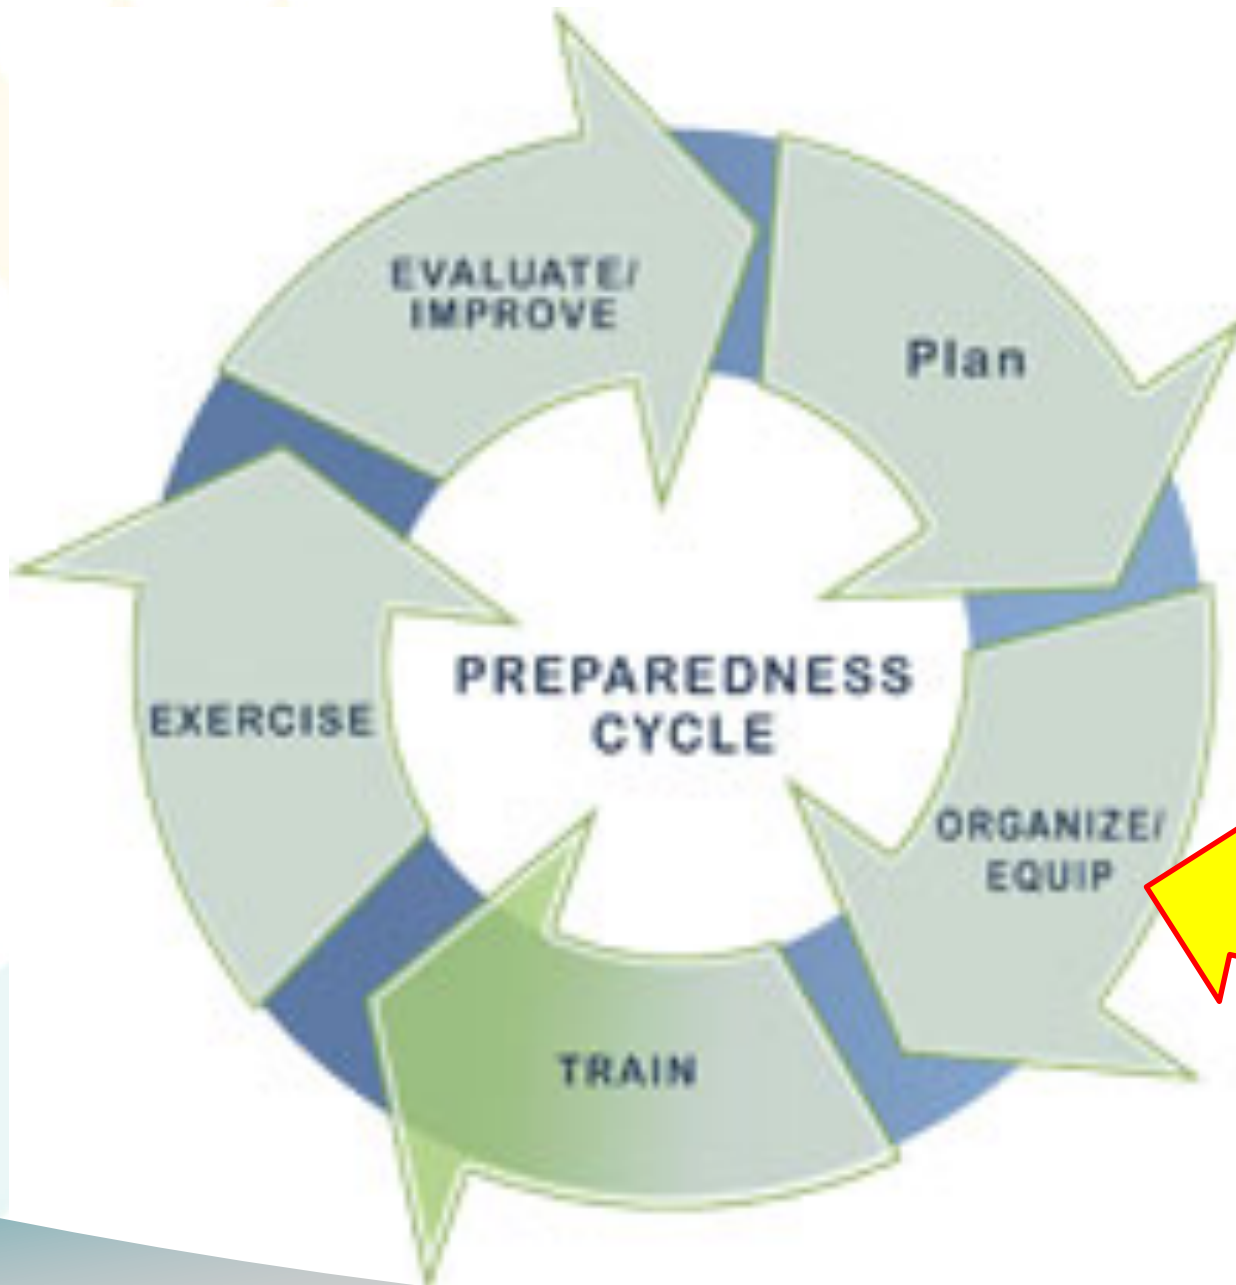 EVALUATE/
IMPROVE
Plan
PREPAREDNESS
CYCLE
EXERCISE
ORGANIZE/
EQUIP
TRAIN